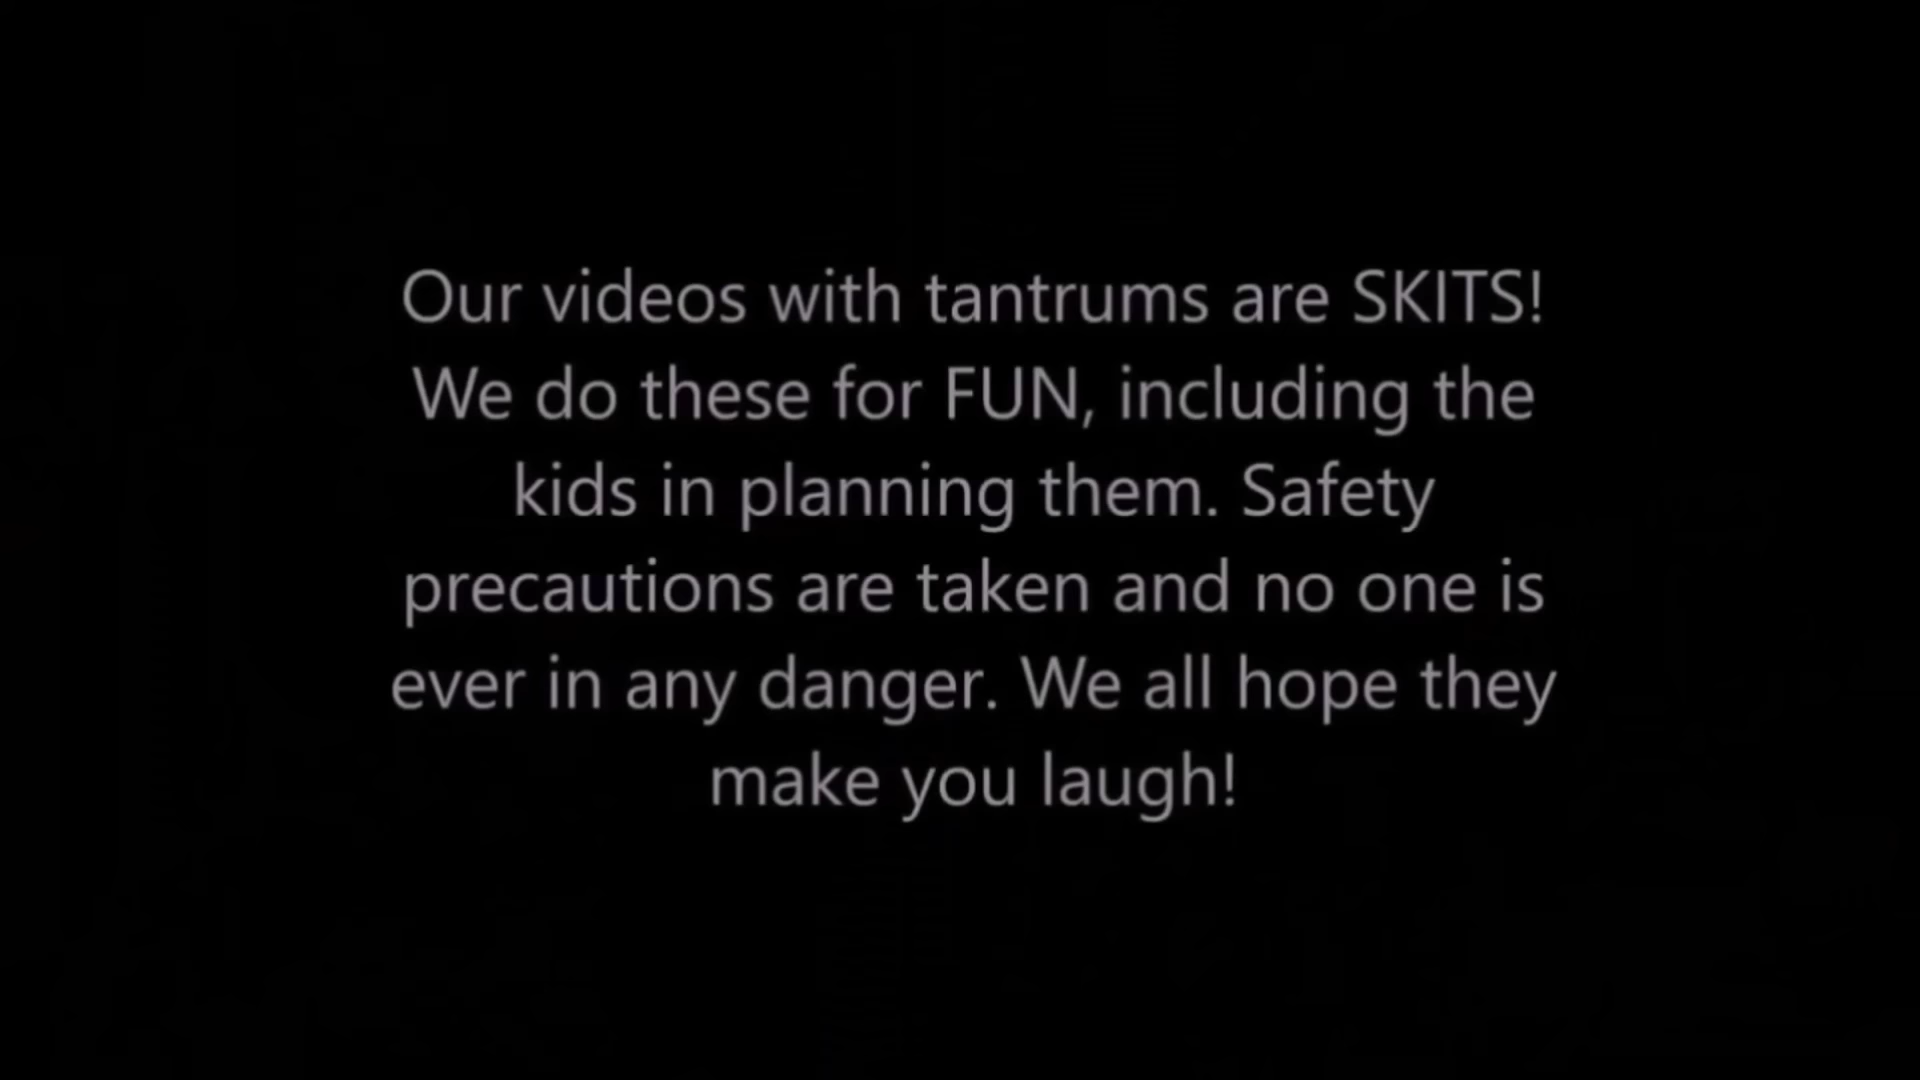 Our videos with tantrums are SKITS!
We do these for FUN, including the
kids in planning them. Safety
precautions are taken and no one is
ever in any danger. We all hope they
make you laugh!